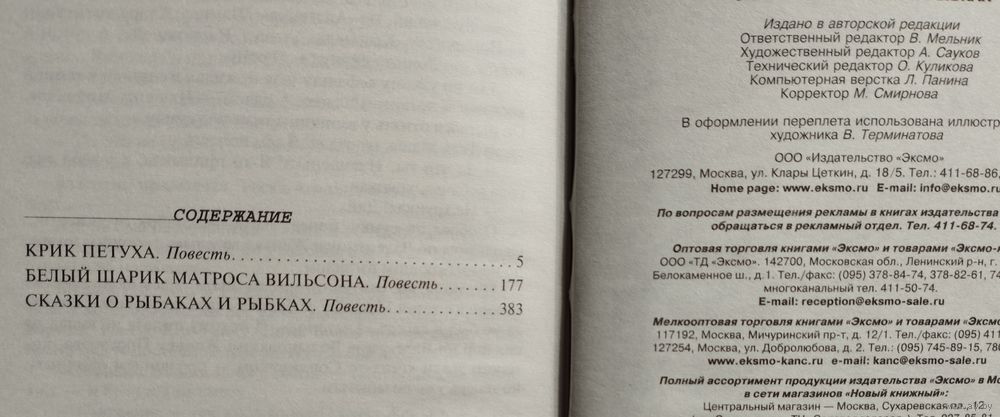 СОДЕРЖАНИЕ
КРИК ПЕТУХА. Повесть. . . . . . . . . . . . . . . . . . . . . . . . . . . . . . . 5
БЕЛЫЙ ШАРИК МАТРОСА ВИЛЬСОНА. Повесть. . . . . . . 177
СКАЗКИ О РЫБАКАХ И РЫБКАХ. Повесть. . . . . . . . . . . . . . 383
Издано в авторской редакции
Ответственный редактор В. Мельник
Художественный редактор А. Сауков
Технический редактор О. Куликова
Компьютерная верстка Л. Панина
Корректор М. Смирнова
В оформлении переплета использована иллюстр
художника В. Терминатова
ООО «Издательство «Эксмо»
127299, Москва, ул. Клары Цеткин, д. 18/5. Тел.: 411-68-86,
Home page: www.eksmo.ru E-mail: info@eksmo.
По вопросам размещения рекламы в книгах издательства
обращаться в рекламный отдел. Тел. 411-68-74.
Оптовая торговля книгами «Эксмо» и товарами «Эксмо-
ООО «ТД «Эксмо». 142700, Московская обл., Ленинский р-н, г.
Белокаменное ш., д.1. Тел./факс: (095) 378-84-74, 378-82-61, 74
многоканальный тел. 411-50-74.
E-mail: reception@eksmo-sale.ru
Мелкооптовая торговля книгами «Эксмо» и товарами «Эксм
117192, Москва, Мичуринский пр-т, д. 12/1. Тел./факс: (095) 411
127254, Москва, ул. Добролюбова, д. 2. Тел.: (095) 745-89-15, 780
www.eksmo-kanc.ru e-mail: kanc@eksmo-sale.ru
Полный ассортимент продукции издательства «Эксмо» в Мо
в сети магазинов «Новый книжный»:
Центральный магазин — Москва, Сухаревская пл., 12